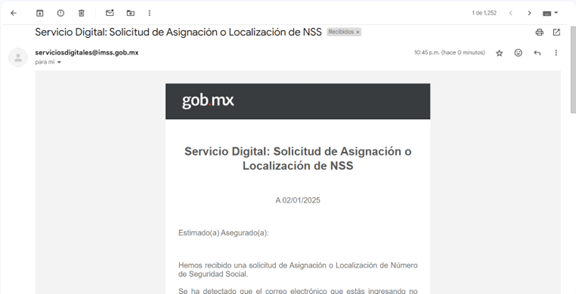 1 de 1,252
Servicio Digital: Solicitud de Asignación o Localización de NSS Recibidos x
serviciosdigitales@imss.gob.mx 10:45 p.m. (hace 0 minutos)
para mí
gob.mx
Servicio Digital: Solicitud de Asignación o
Localización de NSS
A 02/01/2025
Estimado(a) Asegurado(a):
Hemos recibido una solicitud de Asignación o Localización de Número
de Seguridad Social.
Se ha detectado que el correo electrónico que estás ingresando no